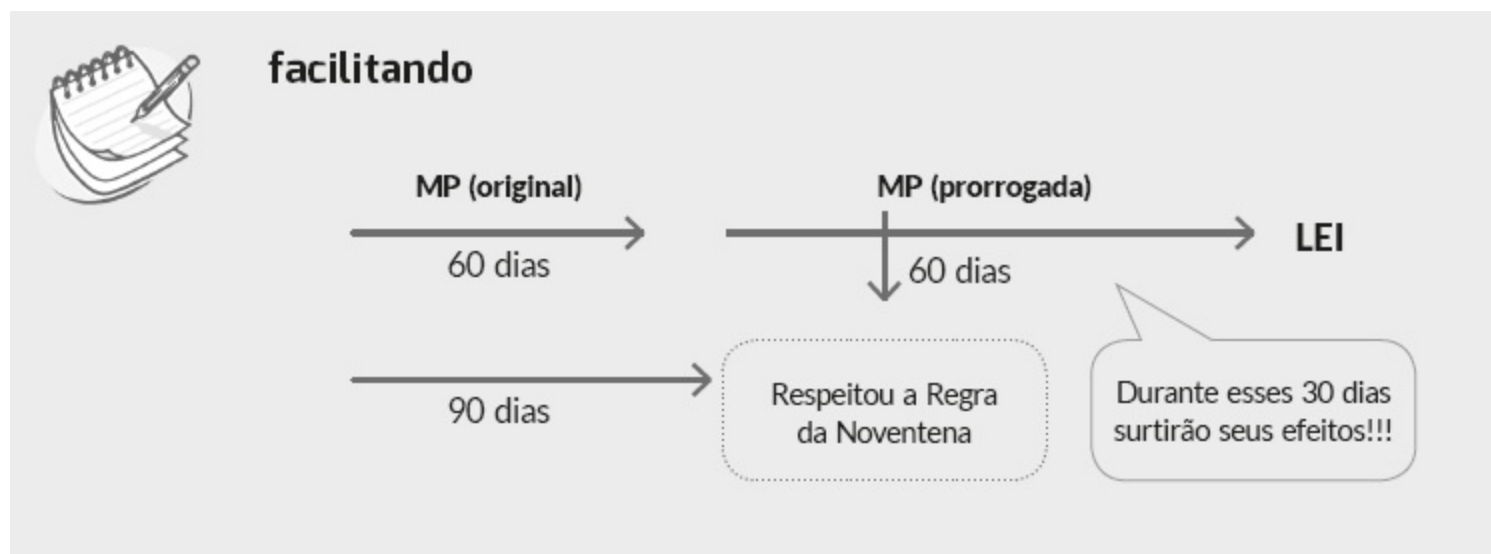 facilitando
MP (original)
60 dias
MP (prorrogada)
60 dias
LEI
90 dias
Respeitou a Regra
da Noventena
Durante esses 30 dias
surtirão seus efeitos!!!